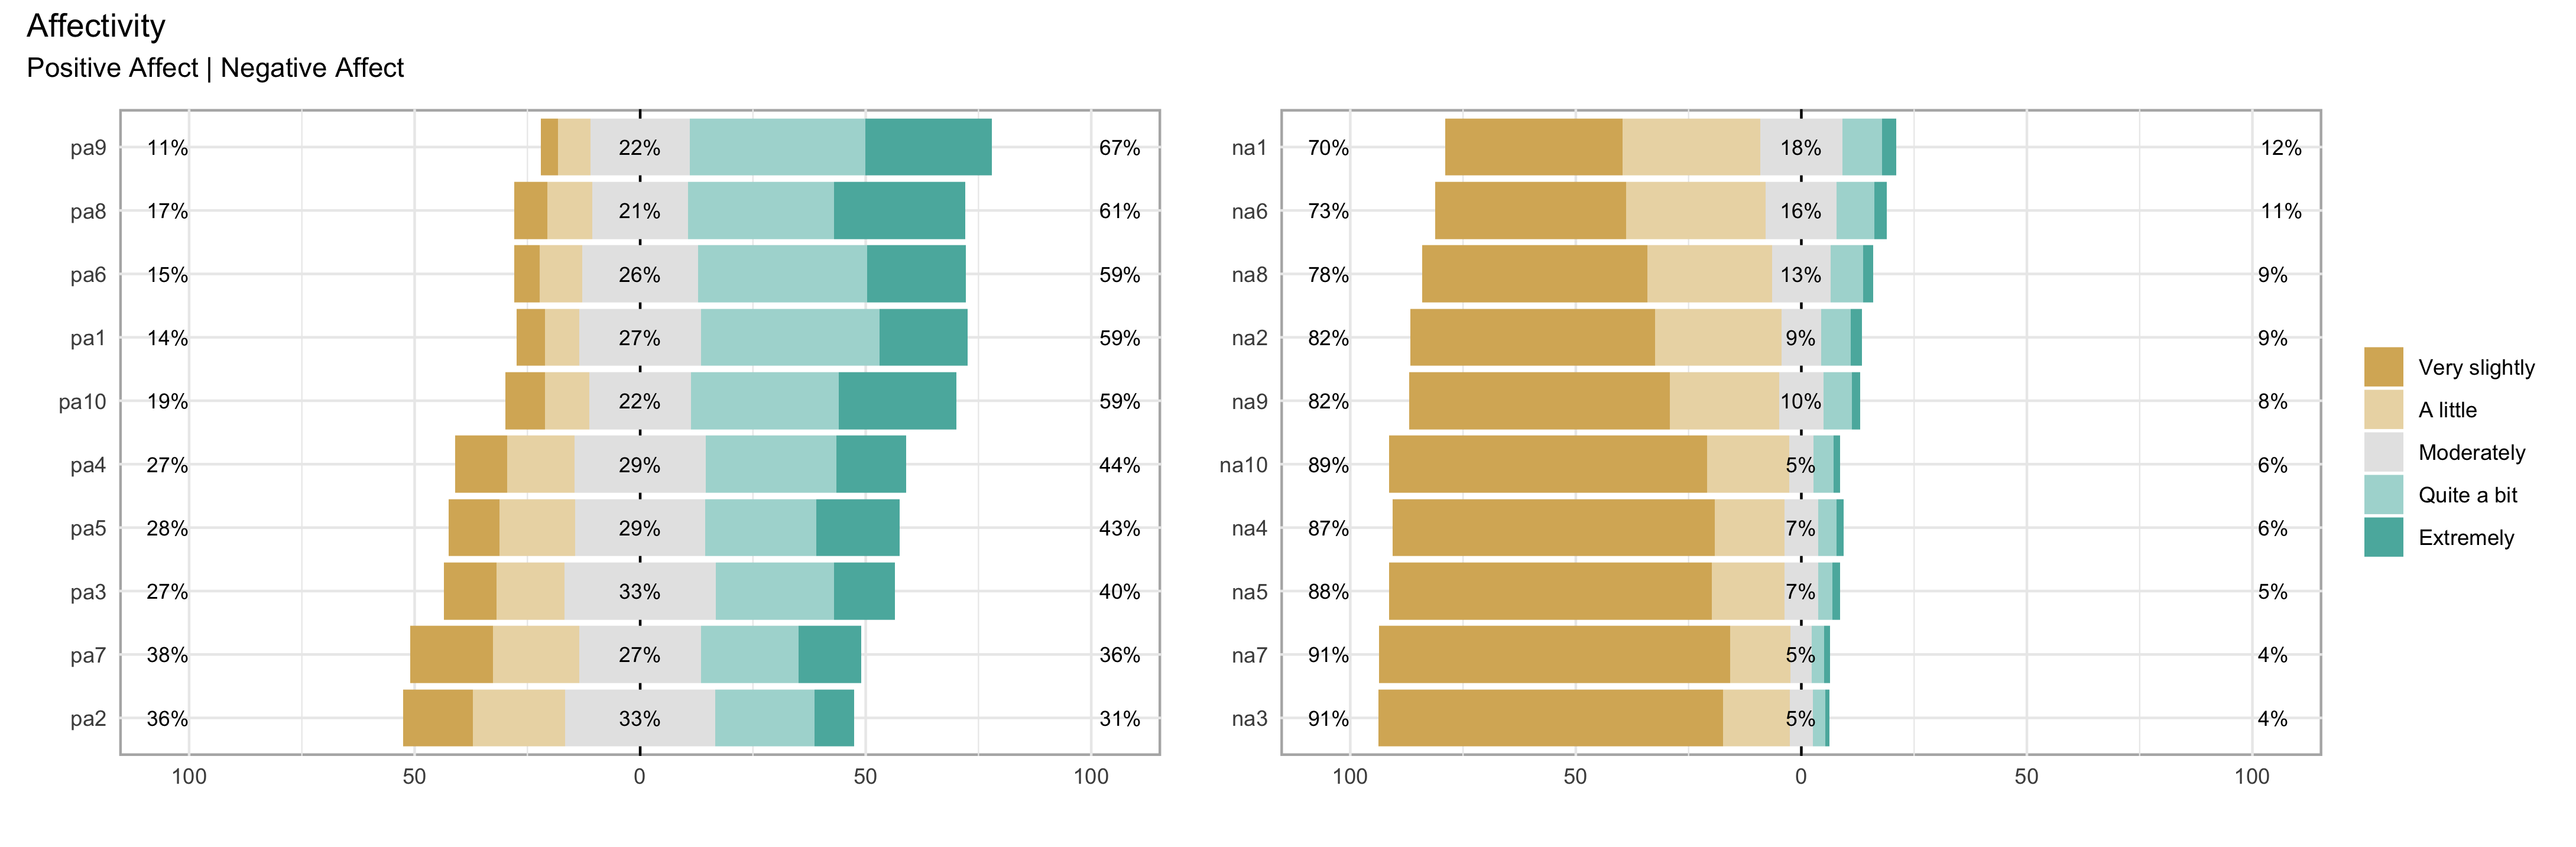 Affectivity
Positive Affect | Negative Affect
pa9 11% 22% 67%
pa8 17% 21% 61%
pa6 15% 26% 59%
pa1 14% 27% 59%
pa10 19% 22% 59%
pa4 27% 29% 44%
pa5 28% 29% 43%
pa3 27% 33% 40%
pa7 38% 27% 36%
pa2 36% 33% 31%
100 50 0 50 100
na1 70% 18% 12%
na6 73% 16% 11%
na8 78% 13% 9%
na2 82% 9% 9%
na9 82% 10% 8%
na10 89% 5% 6%
na4 87% 7% 6%
na5 88% 7% 5%
na7 91% 5% 4%
na3 91% 5% 4%
100 50 0 50 100
Very slightly
A little
Moderately
Quite a bit
Extremely